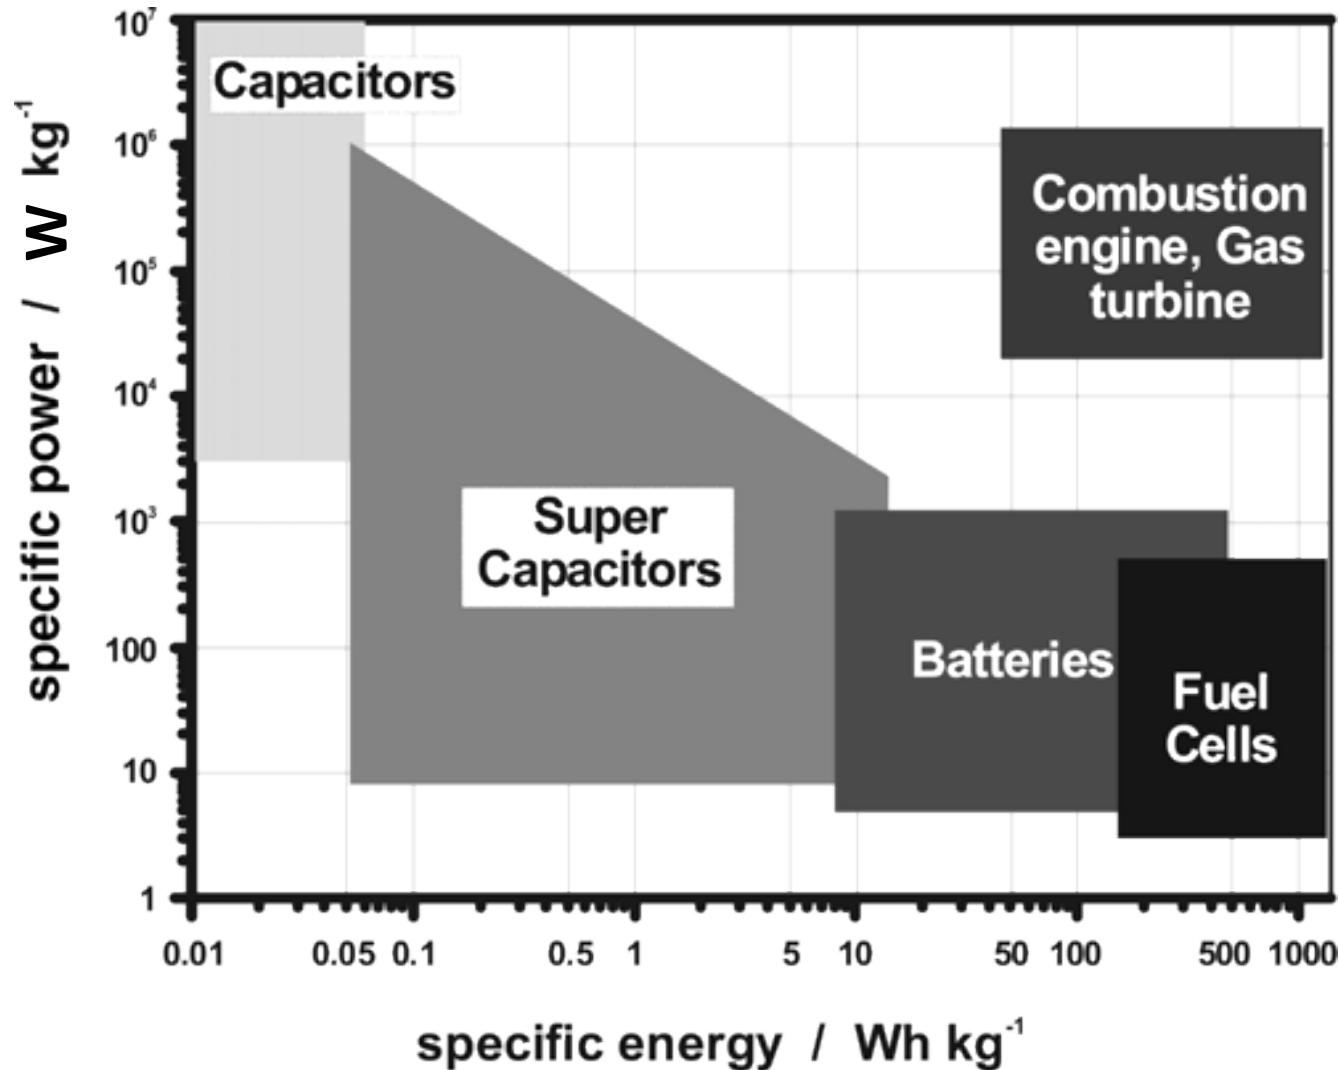 10⁷
10⁶
10⁵
10⁴
10³
100
10
1
specific power / W kg⁻¹
Capacitors
Combustion
engine, Gas
turbine
Super
Capacitors
Batteries
Fuel
Cells
0.01 0.05 0.1 0.5 1 5 10 50 100 500 1000
specific energy / Wh kg⁻¹